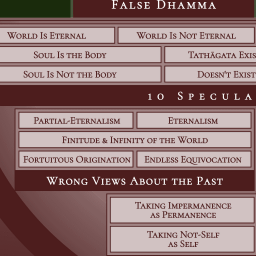 False Dhamma
World Is Eternal World Is Not Eternal
Soul Is the Body Tathāgata Exis
Soul Is Not the Body Doesn't Exist
10 Specula
Partial-Eternalism Eternalism
Finitude & Infinity of the World
Fortuitous Origination Endless Equivocation
Wrong Views About the Past
Taking Impermanence
as Permanence
Taking Not-Self
as Self